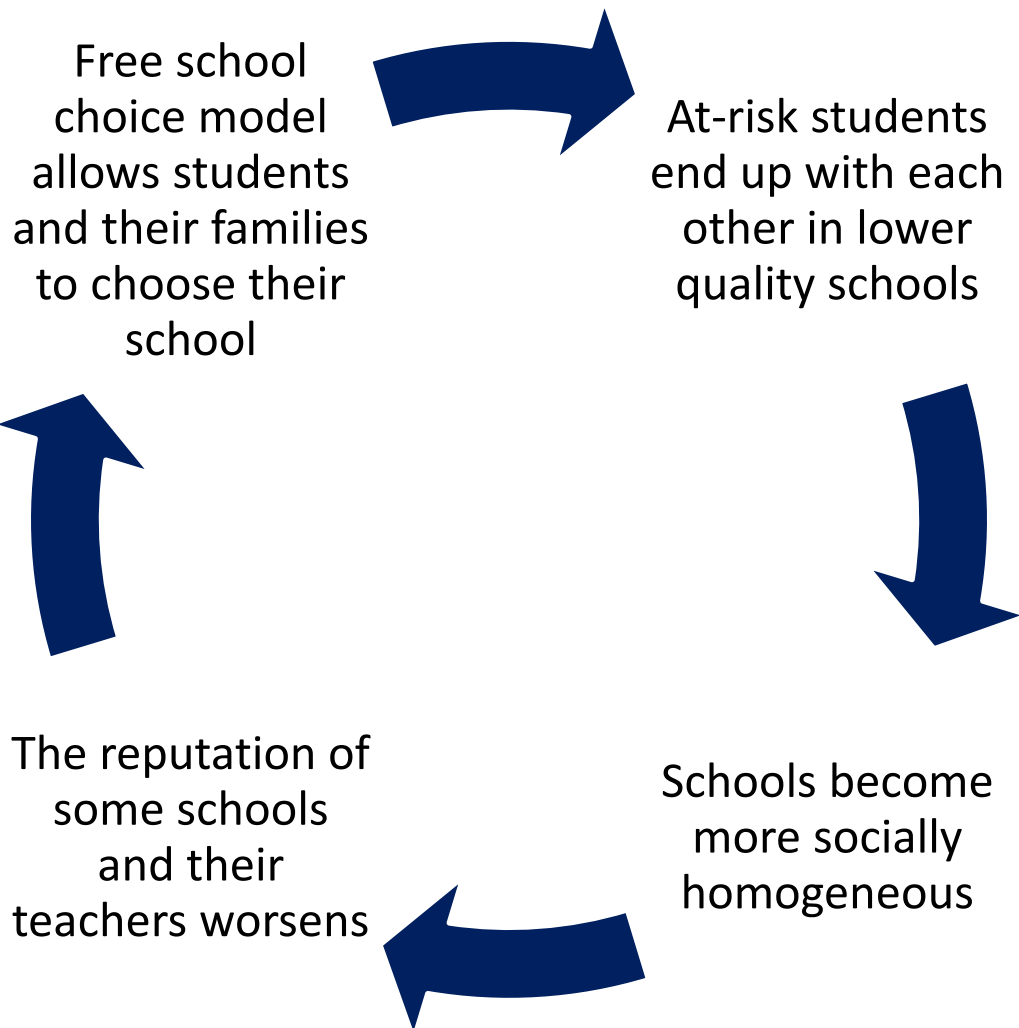 Free school
choice model
allows students
and their families
to choose their
school
At-risk students
end up with each
other in lower
quality schools
Schools become
more socially
homogeneous
The reputation of
some schools
and their
teachers worsens